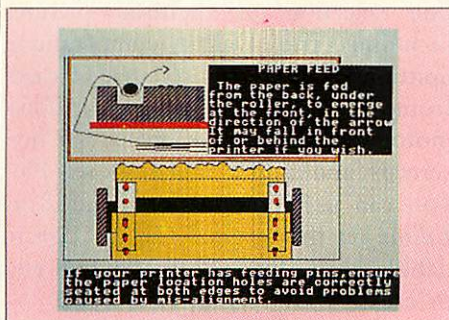 PAPER FEED
The paper is fed
from the back, under
the roller, to emerge
at the front, in the
direction of the arrow
It may fall in front
of or behind the
printer if you wish.
If your printer has feeding pins,ensure
the paper location holes are correctly
seated at both edges to avoid problems
caused by mis-alignment.